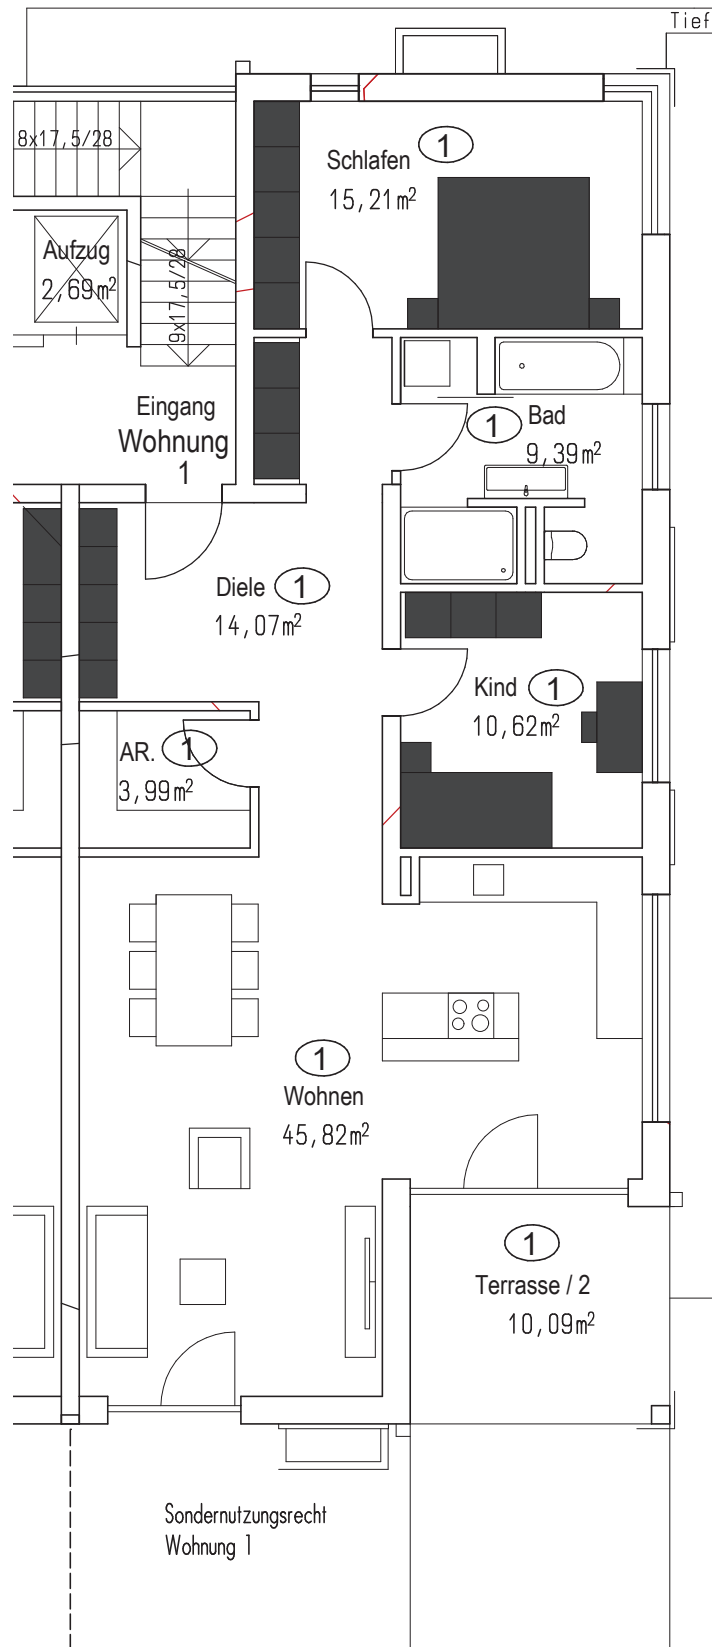 Tief
8x17,5/28
Schlafen 1
15,21m²
Aufzug
2,69m²
9x17,5/28
Eingang
Wohnung
1
1 Bad
9,39m²
Diele 1
14,07m²
Kind 1
10,62m²
AR. 1
3,99m²
1
Wohnen
45,82m²
1
Terrasse / 2
10,09m²
Sondernutzungsrecht
Wohnung 1